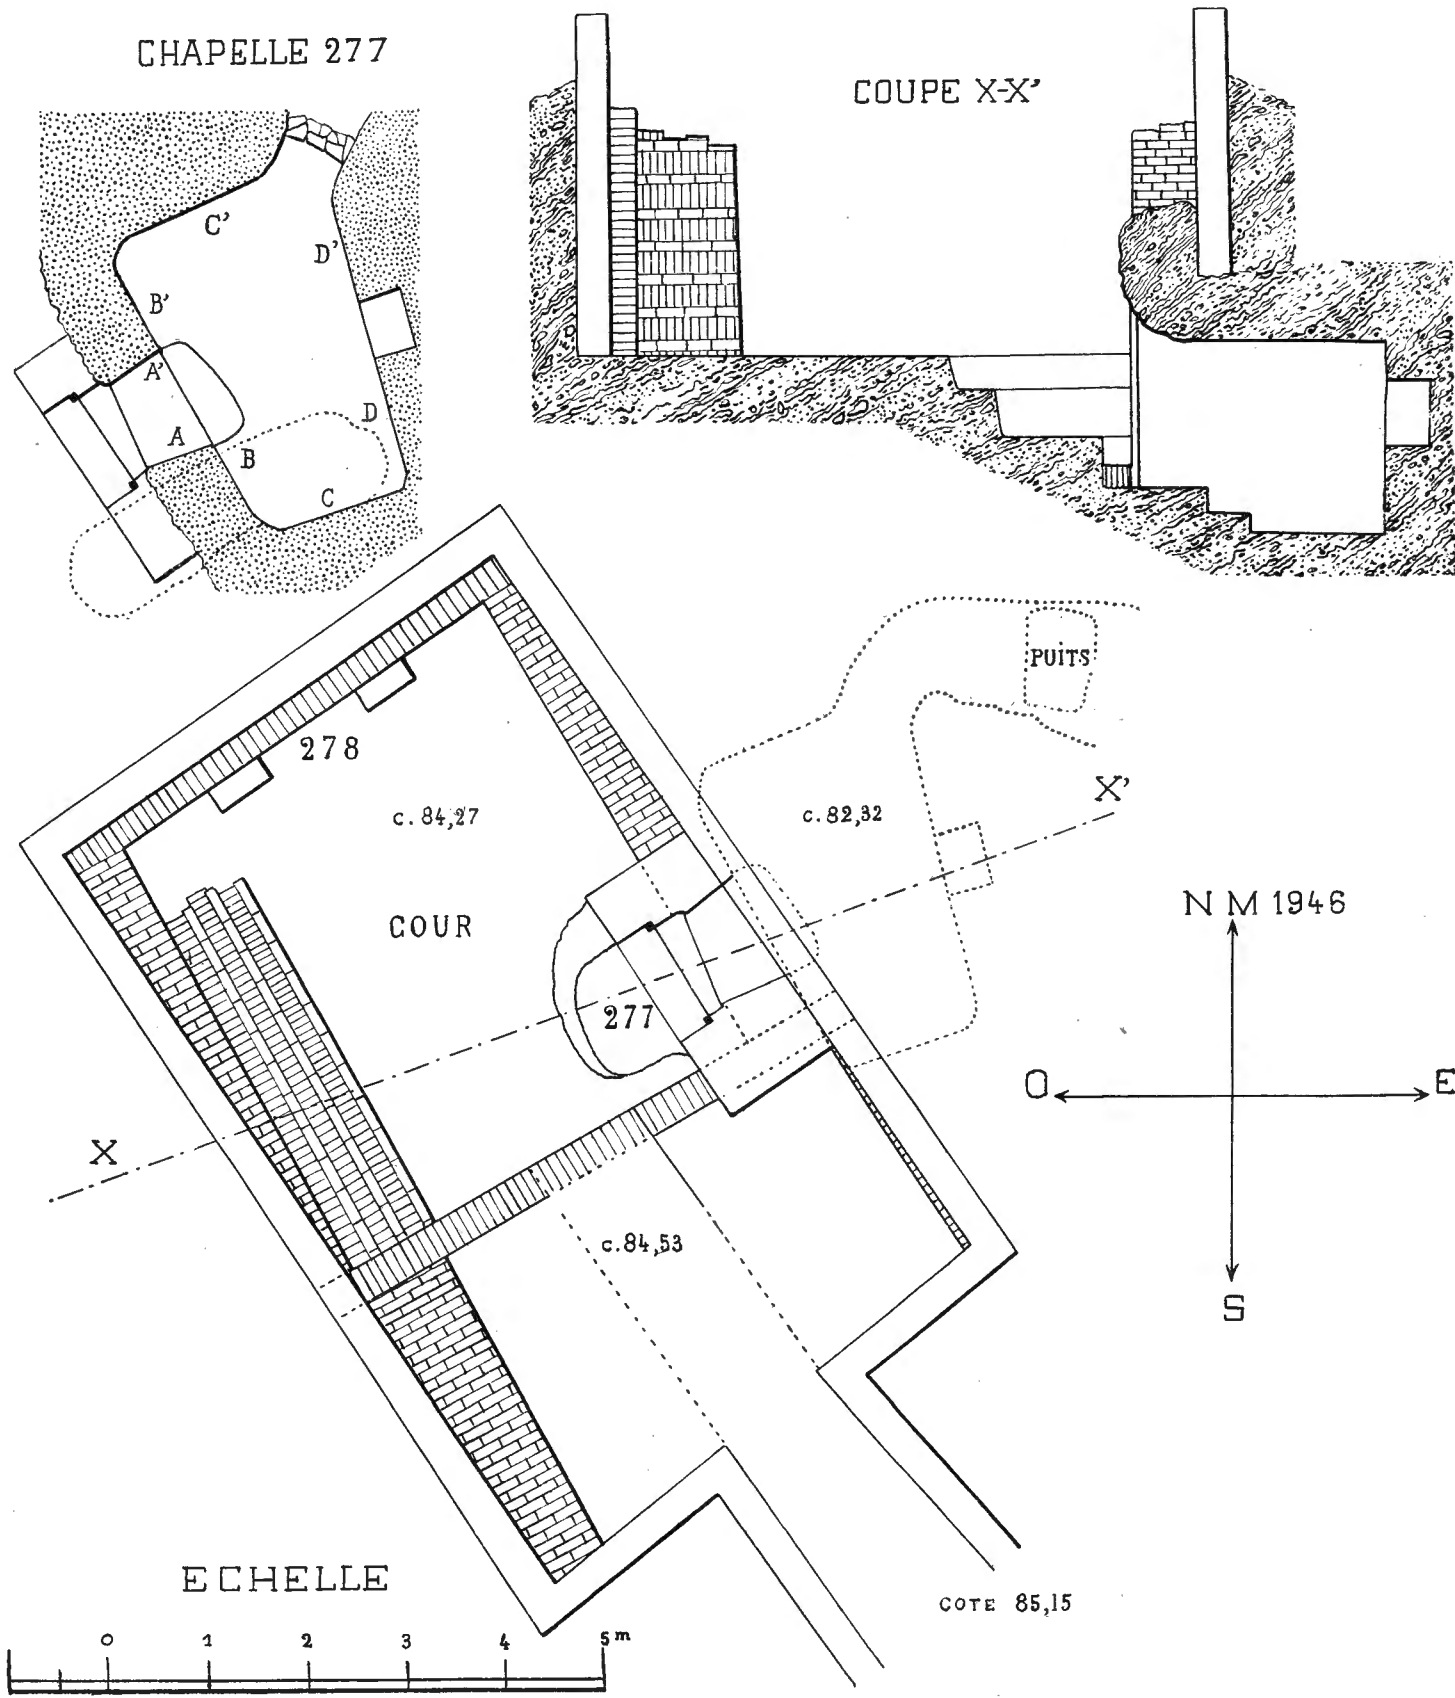 CHAPELLE 277
COUPE X-X'
C'
D'
B'
A'
D
A
B
C
PUITS
278
X'
c. 84,27
c. 82,32
N M 1946
COUR
277
O
E
X
c. 84,53
S
ECHELLE
COTE 85,15
0 1 2 3 4 5 m